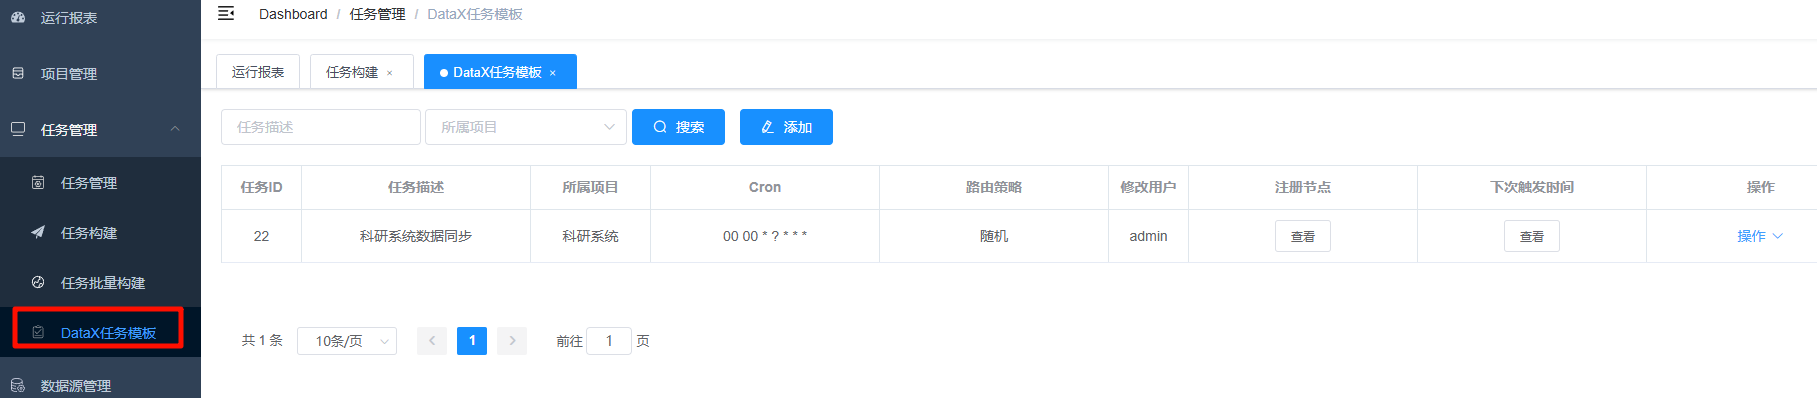 运行报表
项目管理
任务管理
任务管理
任务构建
任务批量构建
DataX任务模板
数据源管理
Dashboard / 任务管理 / DataX任务模板
运行报表 任务构建 × DataX任务模板 ×
任务描述 所属项目 搜索 添加
任务ID 任务描述 所属项目 Cron 路由策略 修改用户 注册节点 下次触发时间 操作
22 科研系统数据同步 科研系统 00 00 * ? * * * 随机 admin 查看 查看 操作
共 1 条 10条/页 1 前往 1 页